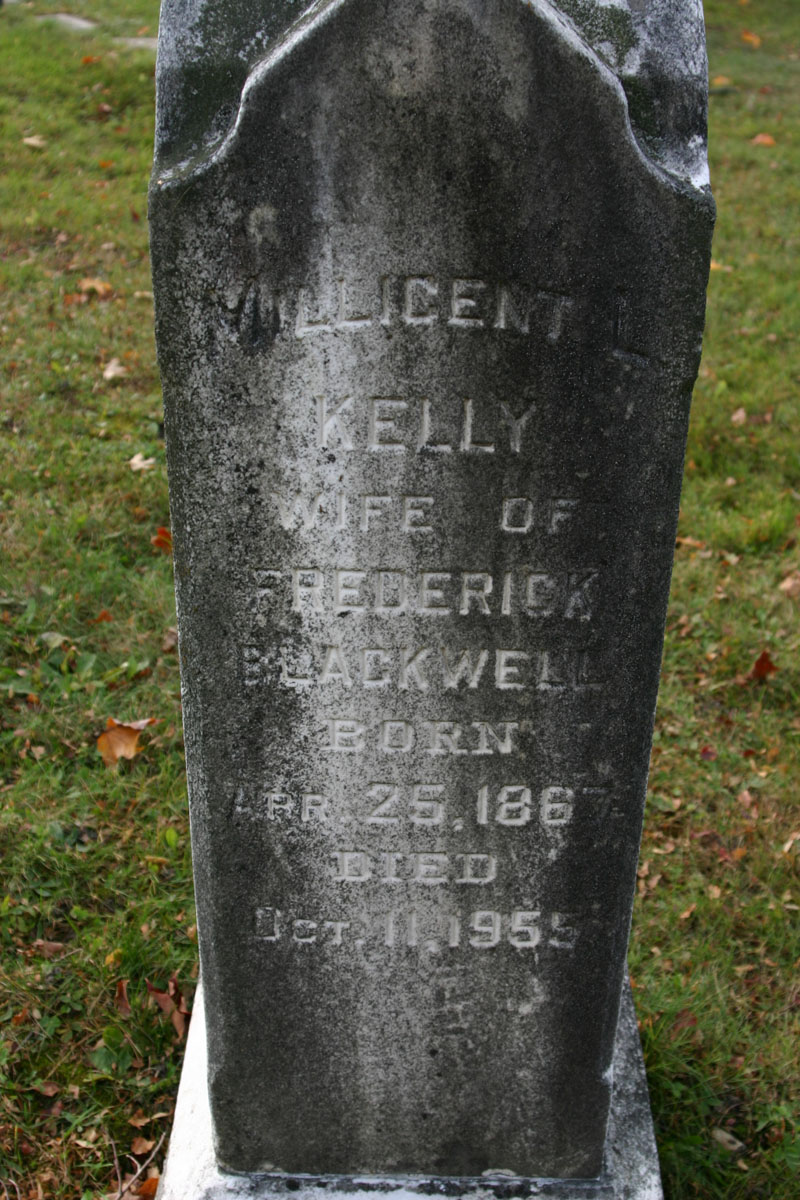 MILLICENT L
KELLY
WIFE OF
FREDERICK
BLACKWELL
BORN
APR. 25, 1867
DIED
OCT. 11, 1955